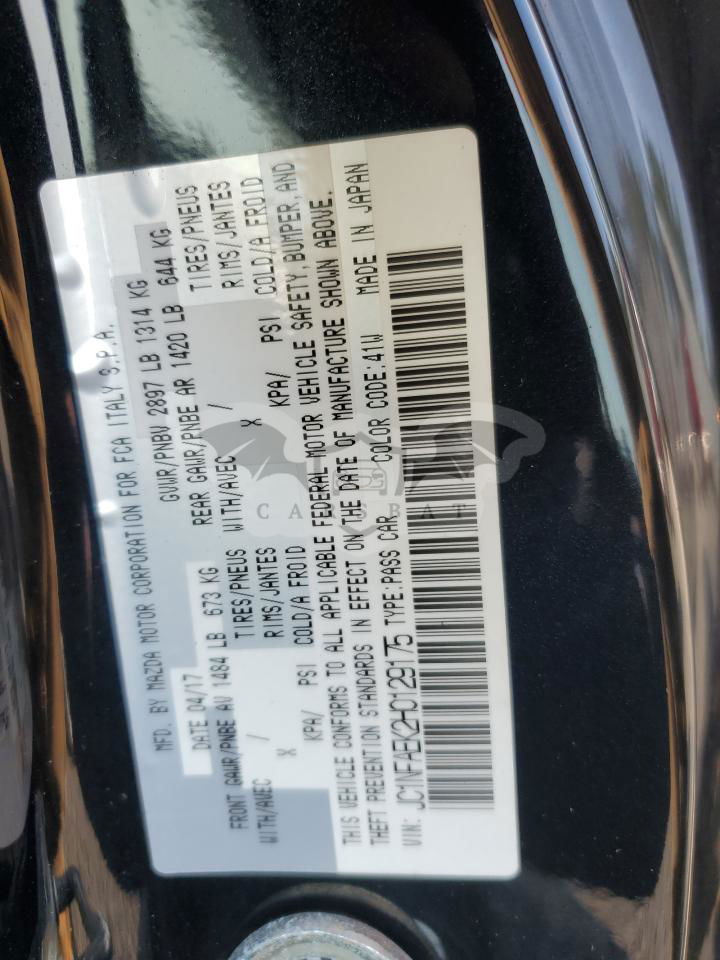 MFD. BY MAZDA MOTOR CORPORATION FOR FCA ITALY S.P.A.
DATE 04/17 GVWR/PNBV 2897 LB 1314 KG
FRONT GAWR/PNBE AV 1484 LB 673 KG REAR GAWR/PNBE AR 1420 LB 644 KG
WITH/AVEC / TIRES/PNEUS WITH/AVEC / TIRES/PNEUS
X RIMS/JANTES X RIMS/JANTES
KPA/ PSI COLD/A FROID KPA/ PSI COLD/A FROID
THIS VEHICLE CONFORMS TO ALL APPLICABLE FEDERAL MOTOR VEHICLE SAFETY, BUMPER, AND
THEFT PREVENTION STANDARDS IN EFFECT ON THE DATE OF MANUFACTURE SHOWN ABOVE.
VIN: JC1NFAEK2H0129175 TYPE:PASS CAR COLOR CODE:41W MADE IN JAPAN
CARSBAT